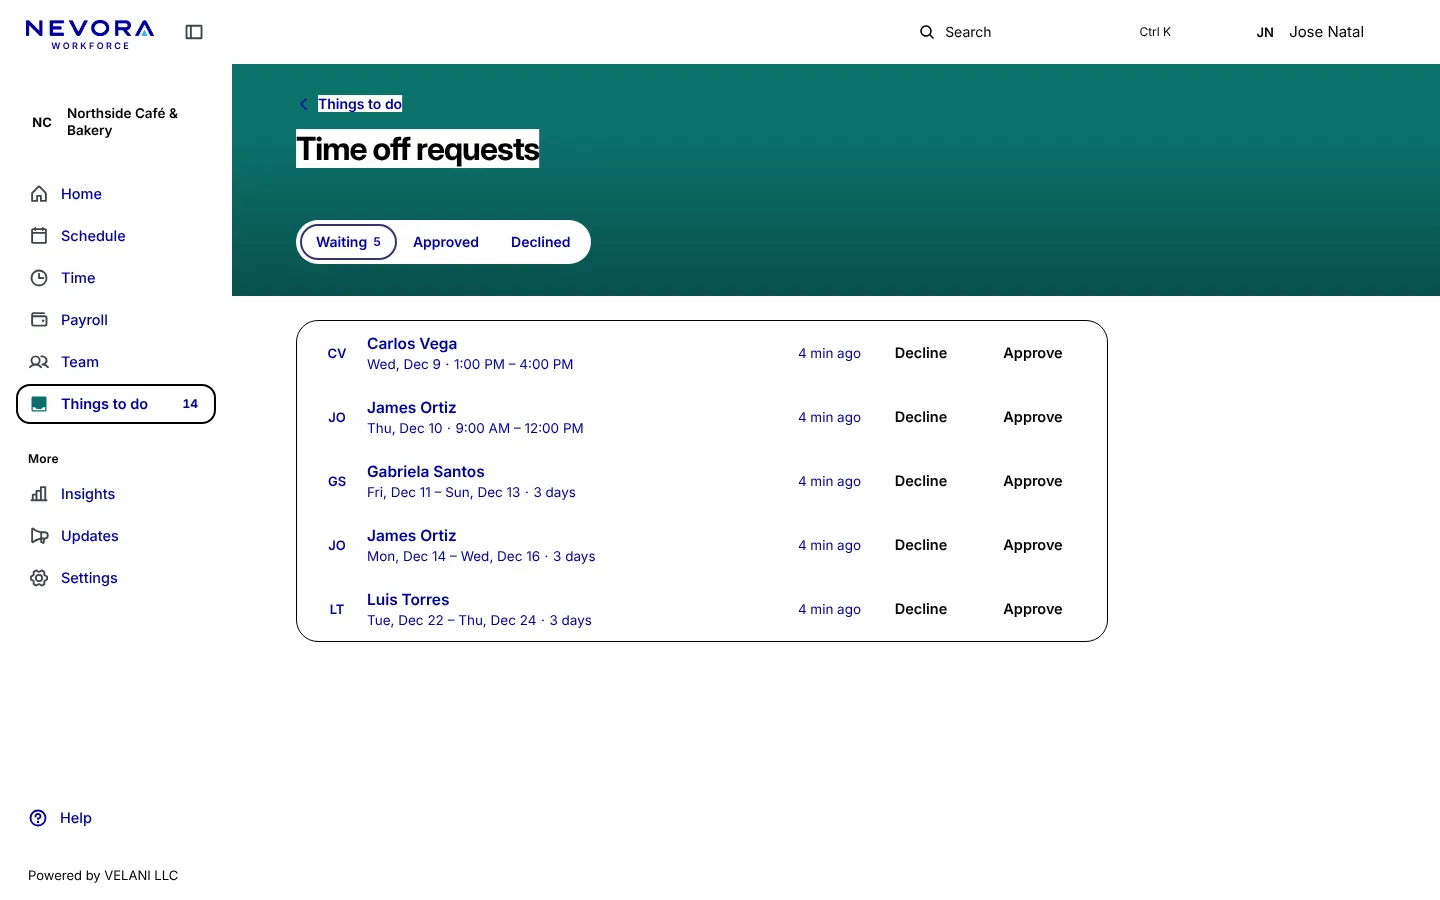 NEVORA
WORKFORCE
Search
Ctrl K
JN
Jose Natal
NC
Northside Café &
Bakery
Home
Schedule
Time
Payroll
Team
Things to do
14
More
Insights
Updates
Settings
Help
Powered by VELANI LLC
Things to do
Time off requests
Waiting 5
Approved
Declined
CV
Carlos Vega
Wed, Dec 9 · 1:00 PM – 4:00 PM
4 min ago
Decline
Approve
JO
James Ortiz
Thu, Dec 10 · 9:00 AM – 12:00 PM
4 min ago
Decline
Approve
GS
Gabriela Santos
Fri, Dec 11 – Sun, Dec 13 · 3 days
4 min ago
Decline
Approve
JO
James Ortiz
Mon, Dec 14 – Wed, Dec 16 · 3 days
4 min ago
Decline
Approve
LT
Luis Torres
Tue, Dec 22 – Thu, Dec 24 · 3 days
4 min ago
Decline
Approve